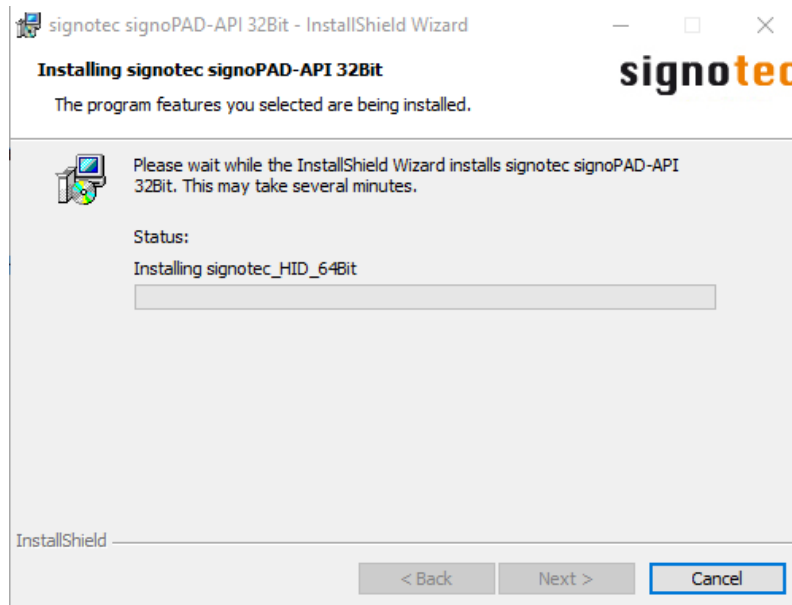 signotec signoPAD-API 32Bit - InstallShield Wizard
Installing signotec signoPAD-API 32Bit
signotec
The program features you selected are being installed.
Please wait while the InstallShield Wizard installs signotec signoPAD-API
32Bit. This may take several minutes.
Status:
Installing signotec_HID_64Bit
InstallShield
< Back
Next >
Cancel